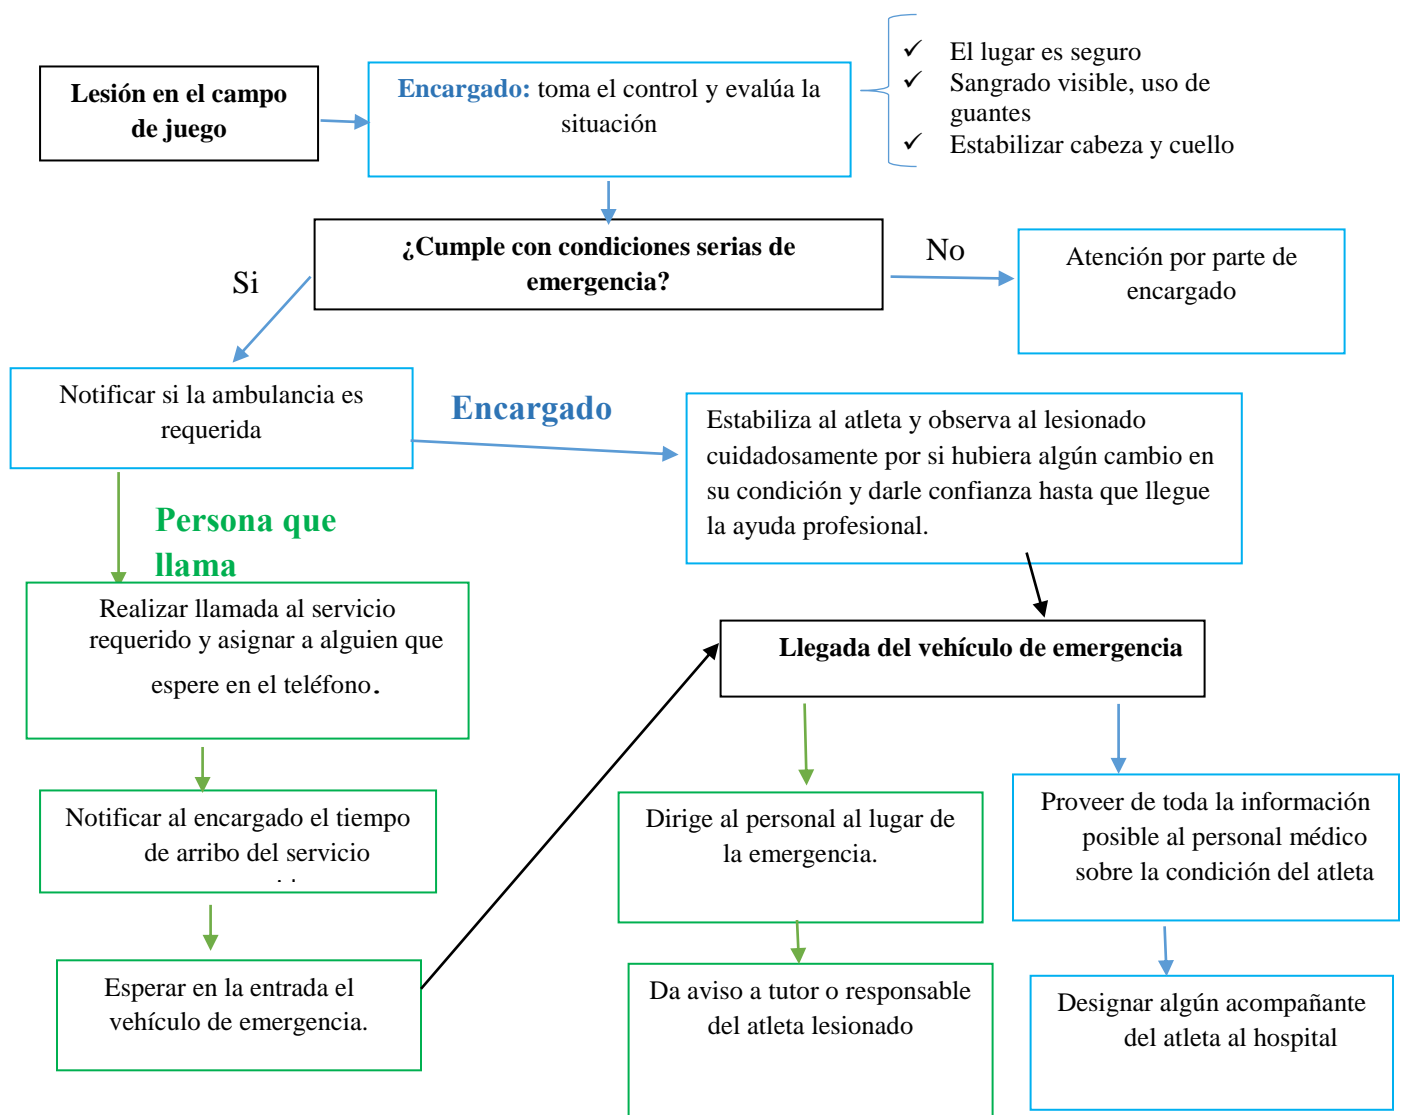 Lesión en el campo
de juego
Encargado: toma el control y evalúa la
situación
✓ El lugar es seguro
✓ Sangrado visible, uso de
guantes
✓ Estabilizar cabeza y cuello
¿Cumple con condiciones serias de
emergencia?
Si
No
Atención por parte de
encargado
Notificar si la ambulancia es
requerida
Encargado
Estabiliza al atleta y observa al lesionado
cuidadosamente por si hubiera algún cambio en
su condición y darle confianza hasta que llegue
la ayuda profesional.
Persona que
llama
Realizar llamada al servicio
requerido y asignar a alguien que
espere en el teléfono.
Llegada del vehículo de emergencia
Notificar al encargado el tiempo
de arribo del servicio
Dirige al personal al lugar de
la emergencia.
Proveer de toda la información
posible al personal médico
sobre la condición del atleta
Esperar en la entrada el
vehículo de emergencia.
Da aviso a tutor o responsable
del atleta lesionado
Designar algún acompañante
del atleta al hospital